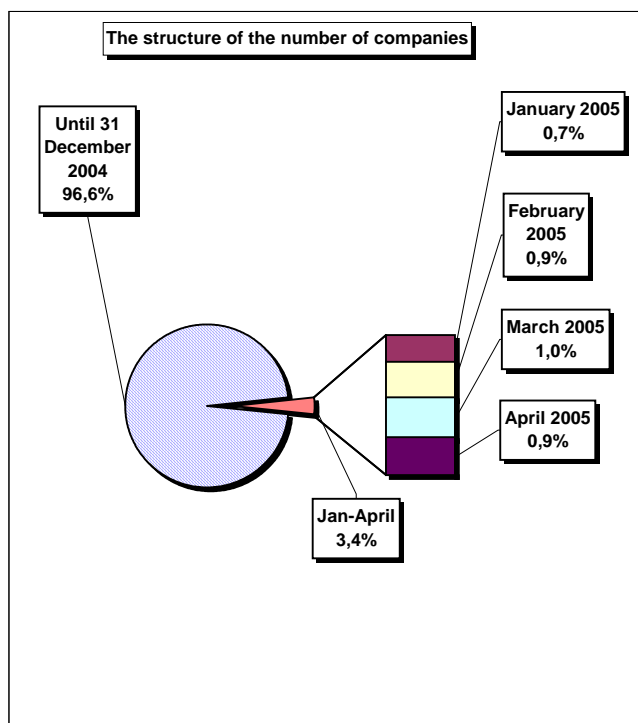 The structure of the number of companies
Until 31
December
2004
96,6%
January 2005
0,7%
February
2005
0,9%
March 2005
1,0%
April 2005
0,9%
Jan-April
3,4%